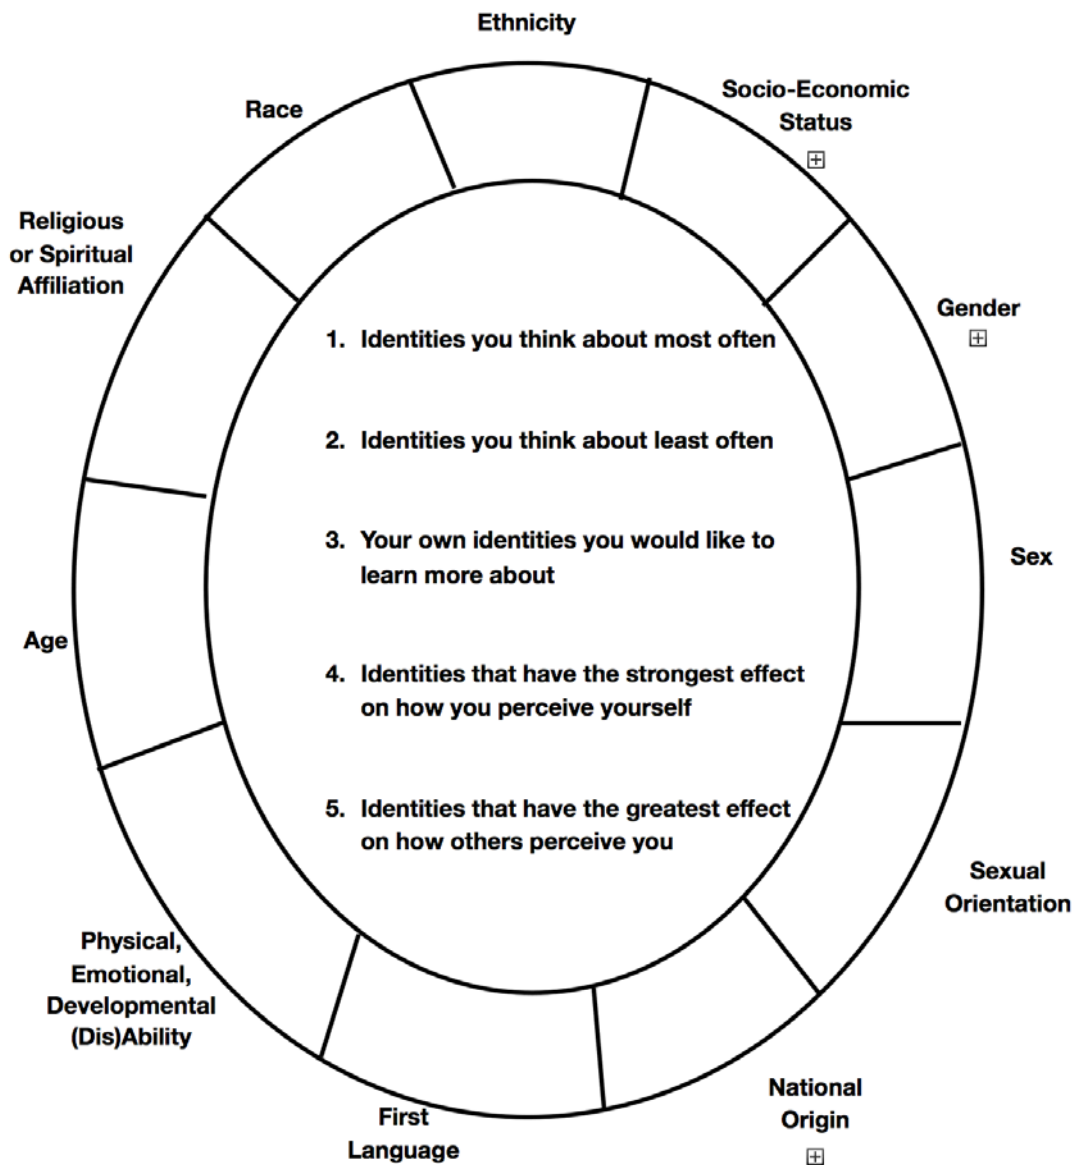 Ethnicity
Socio-Economic
Status
Race
Religious
or Spiritual
Affiliation
Gender
1. Identities you think about most often
2. Identities you think about least often
3. Your own identities you would like to
learn more about
Sex
Age
4. Identities that have the strongest effect
on how you perceive yourself
5. Identities that have the greatest effect
on how others perceive you
Sexual
Orientation
Physical,
Emotional,
Developmental
(Dis)Ability
National
Origin
First
Language